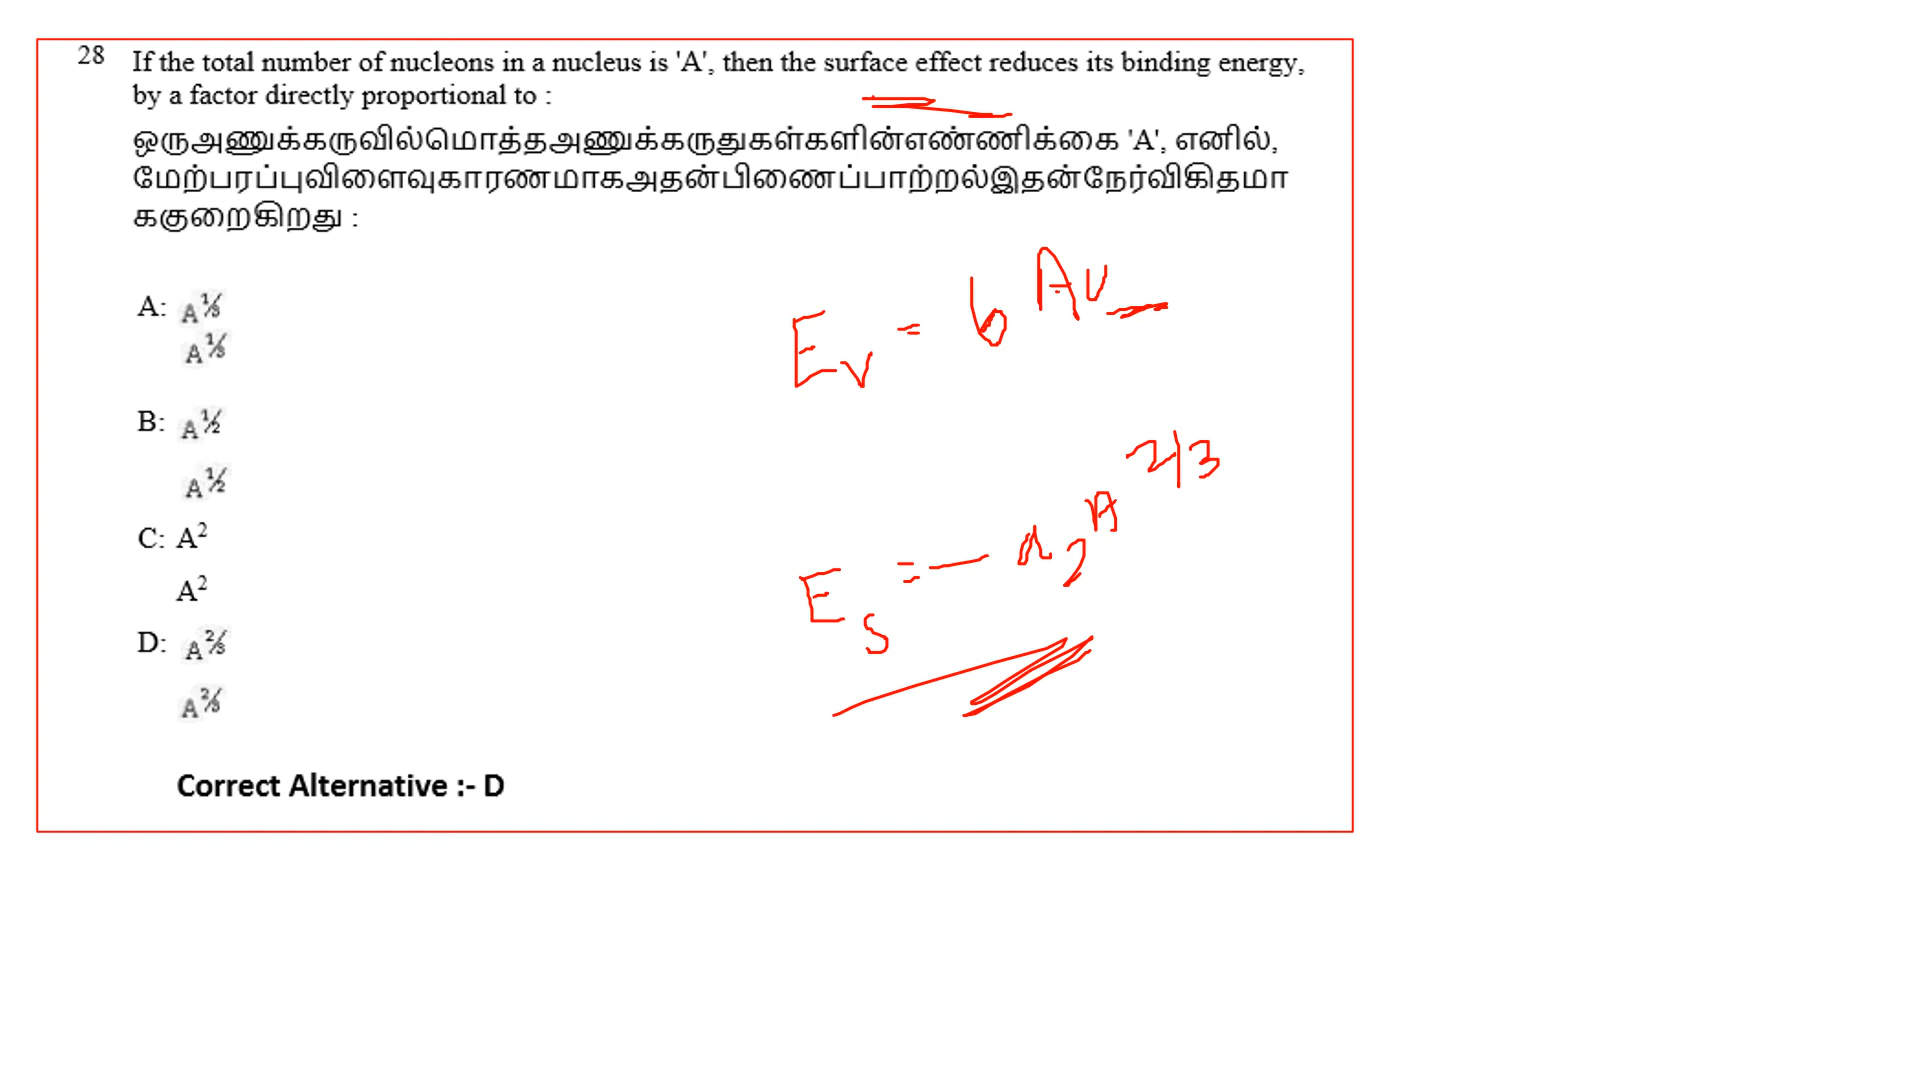 28 If the total number of nucleons in a nucleus is 'A', then the surface effect reduces its binding energy,
by a factor directly proportional to :
ஒருஅணுக்கருவில்மொத்தஅணுக்கருதுகள்களின்எண்ணிக்கை 'A', எனில்,
மேற்பரப்புவிளைவுகாரணமாகஅதன்பிணைப்பாற்றல்இதன்நேர்விகிதமா
ககுறைகிறது :
A: A⅓
A⅓
B: A½
A½
C: A²
A²
D: A⅔
A⅔
Correct Alternative :- D
E_v =
E_s = - a_2 A^2/3